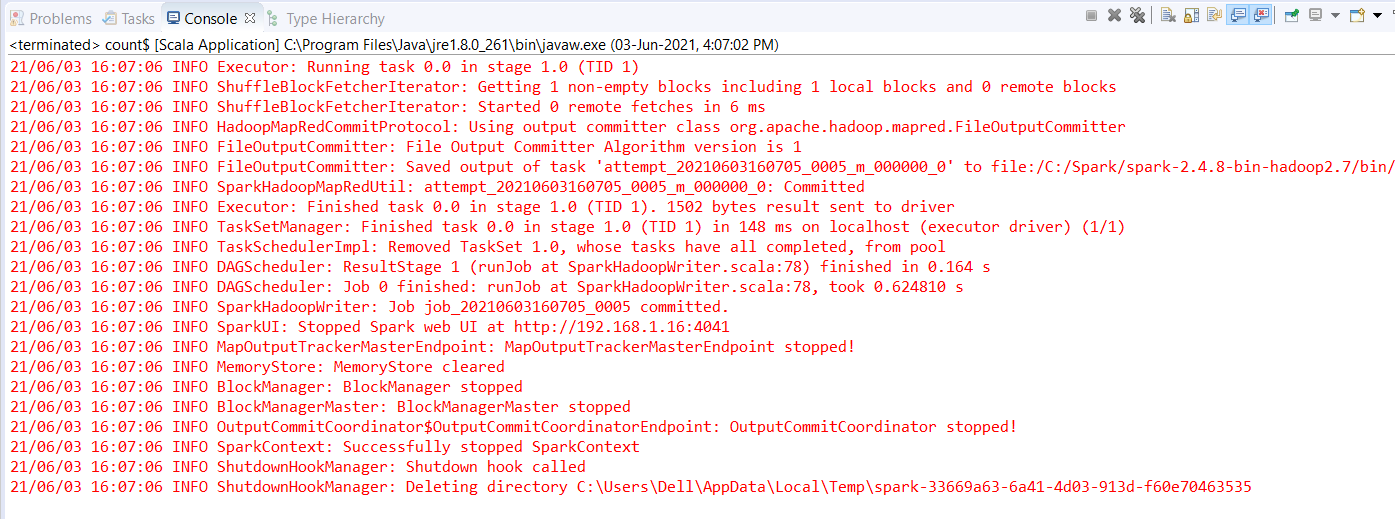 Problems Tasks Console Type Hierarchy
<terminated> count$ [Scala Application] C:\Program Files\Java\jre1.8.0_261\bin\javaw.exe (03-Jun-2021, 4:07:02 PM)
21/06/03 16:07:06 INFO Executor: Running task 0.0 in stage 1.0 (TID 1)
21/06/03 16:07:06 INFO ShuffleBlockFetcherIterator: Getting 1 non-empty blocks including 1 local blocks and 0 remote blocks
21/06/03 16:07:06 INFO ShuffleBlockFetcherIterator: Started 0 remote fetches in 6 ms
21/06/03 16:07:06 INFO HadoopMapRedCommitProtocol: Using output committer class org.apache.hadoop.mapred.FileOutputCommitter
21/06/03 16:07:06 INFO FileOutputCommitter: File Output Committer Algorithm version is 1
21/06/03 16:07:06 INFO FileOutputCommitter: Saved output of task 'attempt_20210603160705_0005_m_000000_0' to file:/C:/Spark/spark-2.4.8-bin-hadoop2.7/bin/
21/06/03 16:07:06 INFO SparkHadoopMapRedUtil: attempt_20210603160705_0005_m_000000_0: Committed
21/06/03 16:07:06 INFO Executor: Finished task 0.0 in stage 1.0 (TID 1). 1502 bytes result sent to driver
21/06/03 16:07:06 INFO TaskSetManager: Finished task 0.0 in stage 1.0 (TID 1) in 148 ms on localhost (executor driver) (1/1)
21/06/03 16:07:06 INFO TaskSchedulerImpl: Removed TaskSet 1.0, whose tasks have all completed, from pool
21/06/03 16:07:06 INFO DAGScheduler: ResultStage 1 (runJob at SparkHadoopWriter.scala:78) finished in 0.164 s
21/06/03 16:07:06 INFO DAGScheduler: Job 0 finished: runJob at SparkHadoopWriter.scala:78, took 0.624810 s
21/06/03 16:07:06 INFO SparkHadoopWriter: Job job_20210603160705_0005 committed.
21/06/03 16:07:06 INFO SparkUI: Stopped Spark web UI at http://192.168.1.16:4041
21/06/03 16:07:06 INFO MapOutputTrackerMasterEndpoint: MapOutputTrackerMasterEndpoint stopped!
21/06/03 16:07:06 INFO MemoryStore: MemoryStore cleared
21/06/03 16:07:06 INFO BlockManager: BlockManager stopped
21/06/03 16:07:06 INFO BlockManagerMaster: BlockManagerMaster stopped
21/06/03 16:07:06 INFO OutputCommitCoordinator$OutputCommitCoordinatorEndpoint: OutputCommitCoordinator stopped!
21/06/03 16:07:06 INFO SparkContext: Successfully stopped SparkContext
21/06/03 16:07:06 INFO ShutdownHookManager: Shutdown hook called
21/06/03 16:07:06 INFO ShutdownHookManager: Deleting directory C:\Users\Dell\AppData\Local\Temp\spark-33669a63-6a41-4d03-913d-f60e70463535